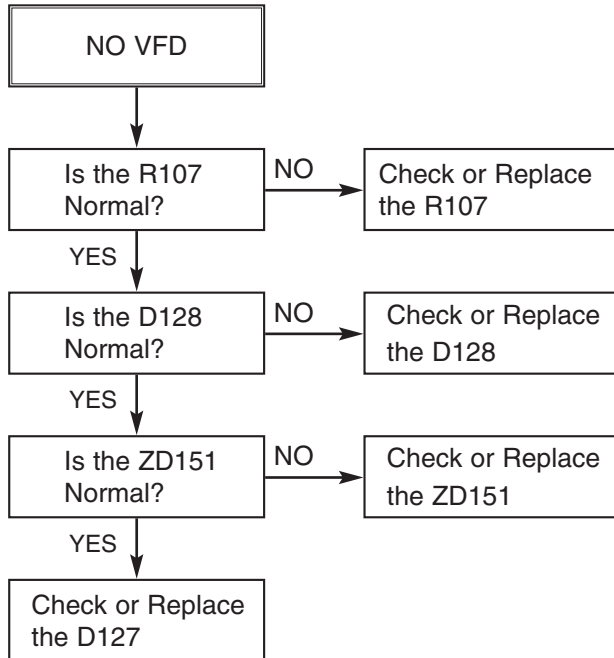 NO VFD
Is the R107
Normal?
NO
Check or Replace
the R107
YES
Is the D128
Normal?
NO
Check or Replace
the D128
YES
Is the ZD151
Normal?
NO
Check or Replace
the ZD151
YES
Check or Replace
the D127